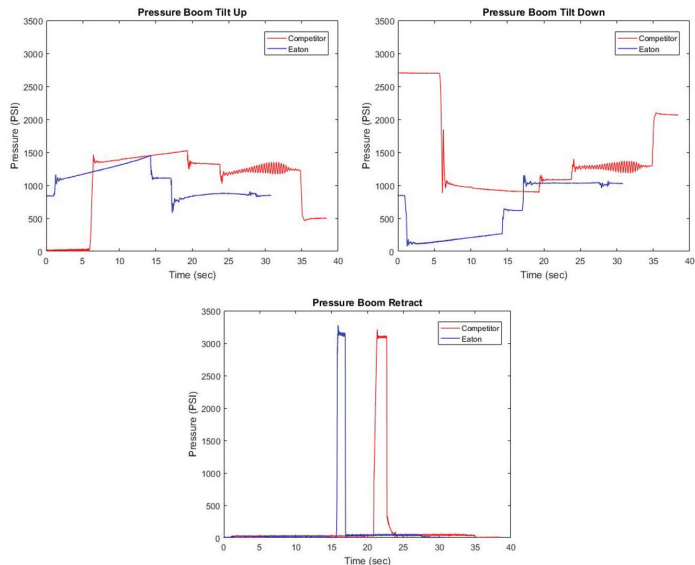 Pressure Boom Tilt Up
3500
3000
2500
2000
1500
1000
500
0
Pressure (PSI)
Competitor
Eaton
0 5 10 15 20 25 30 35 40
Time (sec)
Pressure Boom Tilt Down
3500
3000
2500
2000
1500
1000
500
0
Pressure (PSI)
Competitor
Eaton
0 5 10 15 20 25 30 35 40
Time (sec)
Pressure Boom Retract
3500
3000
2500
2000
1500
1000
500
0
Pressure (PSI)
Competitor
Eaton
0 5 10 15 20 25 30 35 40
Time (sec)